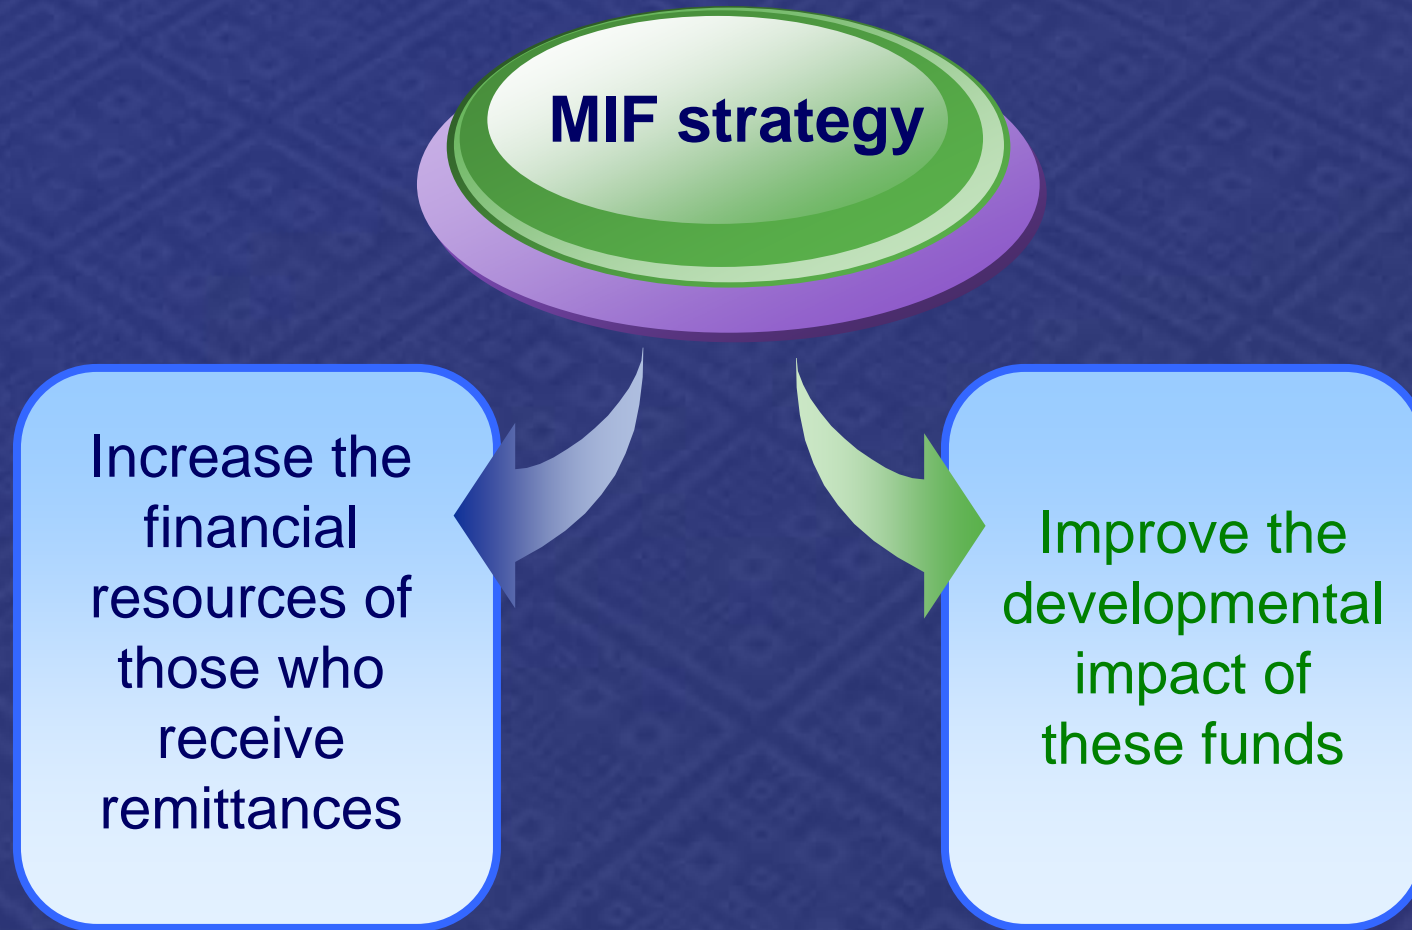 MIF strategy
Increase the
financial
resources of
those who
receive
remittances
Improve the
developmental
impact of
these funds